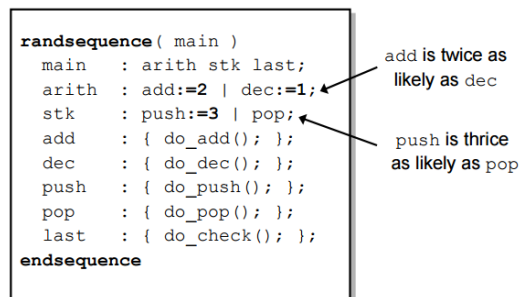 randsequence( main )
main : arith stk last;
arith : add:=2 | dec:=1;
stk : push:=3 | pop;
add : { do_add(); };
dec : { do_dec(); };
push : { do_push(); };
pop : { do_pop(); };
last : { do_check(); };
endsequence
add is twice as
likely as dec
push is thrice
as likely as pop